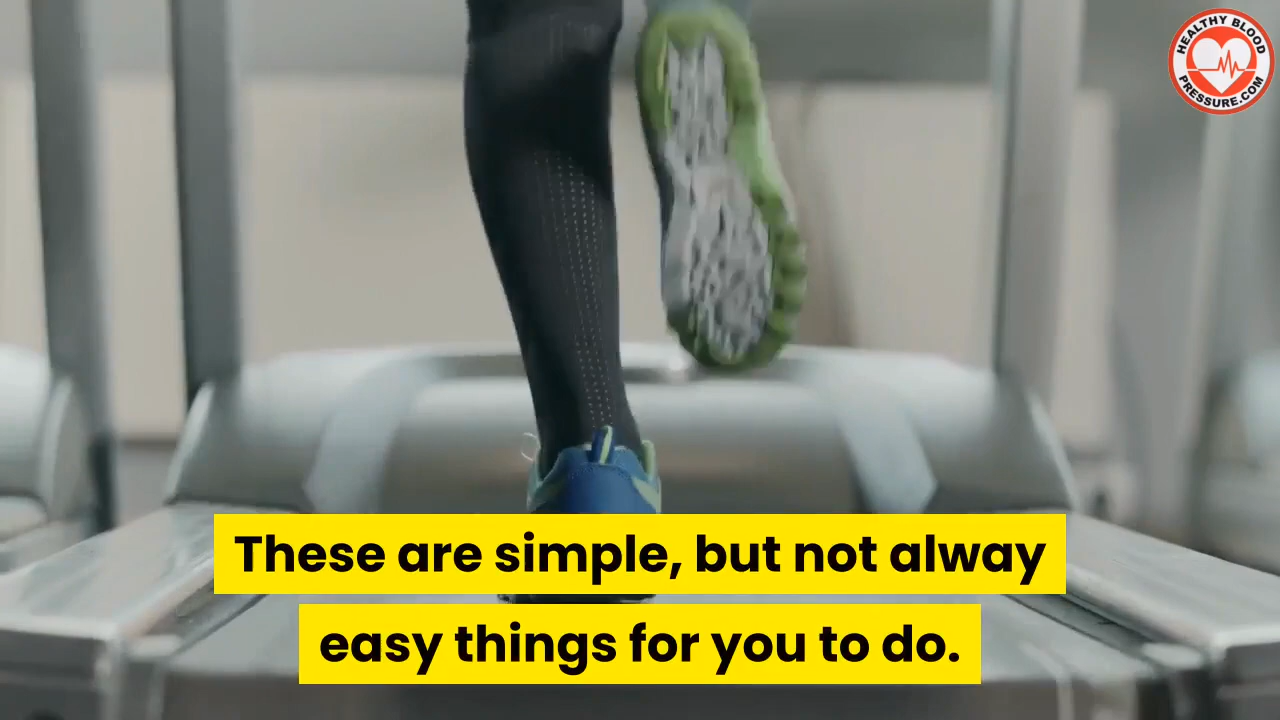 HEALTHY BLOOD
PRESSURE.COM
These are simple, but not alway
easy things for you to do.